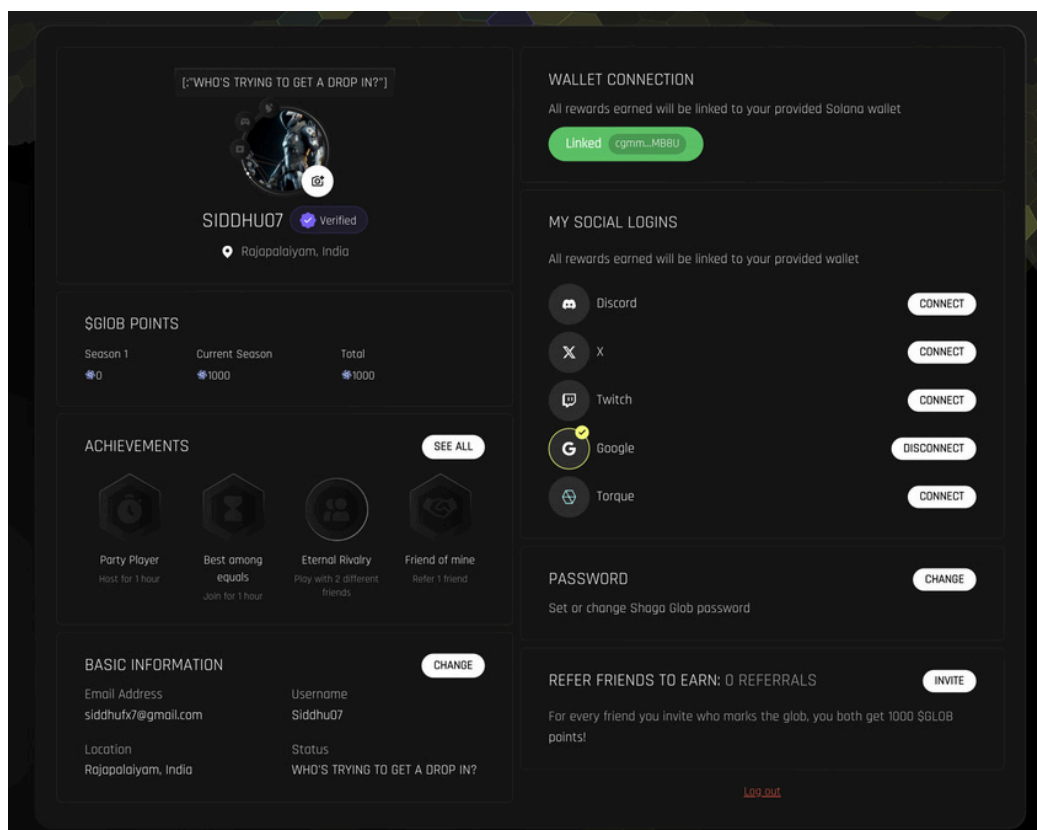 [:"WHO'S TRYING TO GET A DROP IN?"]
SIDDHU07 Verified
Rajapalaiyam, India
$GlOB POINTS
Season 1 Current Season Total
0 1000 1000
ACHIEVEMENTS SEE ALL
Party Player
Host for 1 hour
Best among
equals
Join for 1 hour
Eternal Rivalry
Play with 2 different
friends
Friend of mine
Refer 1 friend
BASIC INFORMATION CHANGE
Email Address Username
siddhufx7@gmail.com Siddhu07
Location Status
Rajapalaiyam, India WHO'S TRYING TO GET A DROP IN?
WALLET CONNECTION
All rewards earned will be linked to your provided Solana wallet
Linked cgmm...MB8U
MY SOCIAL LOGINS
All rewards earned will be linked to your provided wallet
Discord CONNECT
X CONNECT
Twitch CONNECT
Google DISCONNECT
Torque CONNECT
PASSWORD CHANGE
Set or change Shaga Glob password
REFER FRIENDS TO EARN: 0 REFERRALS INVITE
For every friend you invite who marks the glob, you both get 1000 $GLOB
points!
Log out